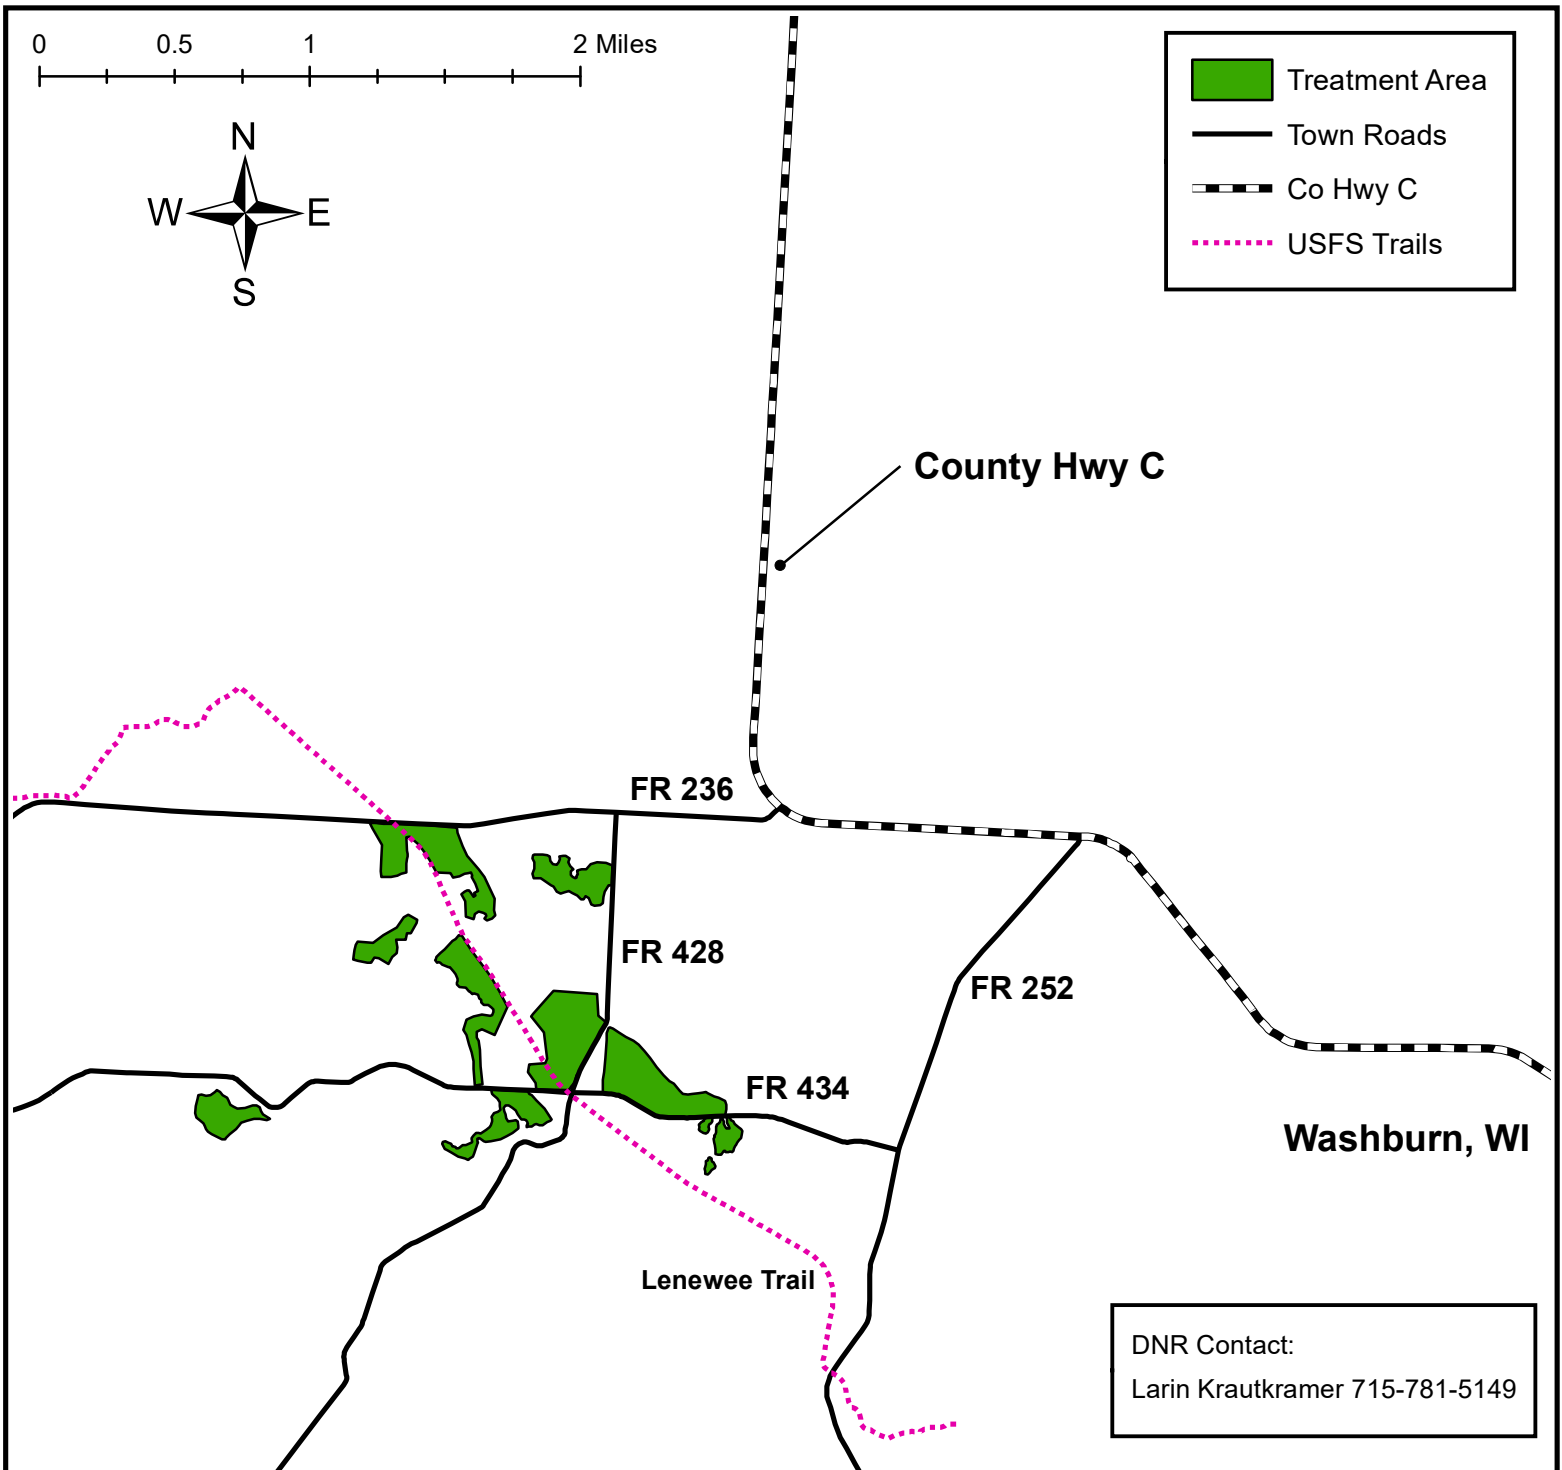 0 0.5 1 2 Miles
N
W E
S
Treatment Area
Town Roads
Co Hwy C
USFS Trails
County Hwy C
FR 236
FR 428
FR 252
FR 434
Washburn, WI
Lenewee Trail
DNR Contact:
Larin Krautkramer 715-781-5149